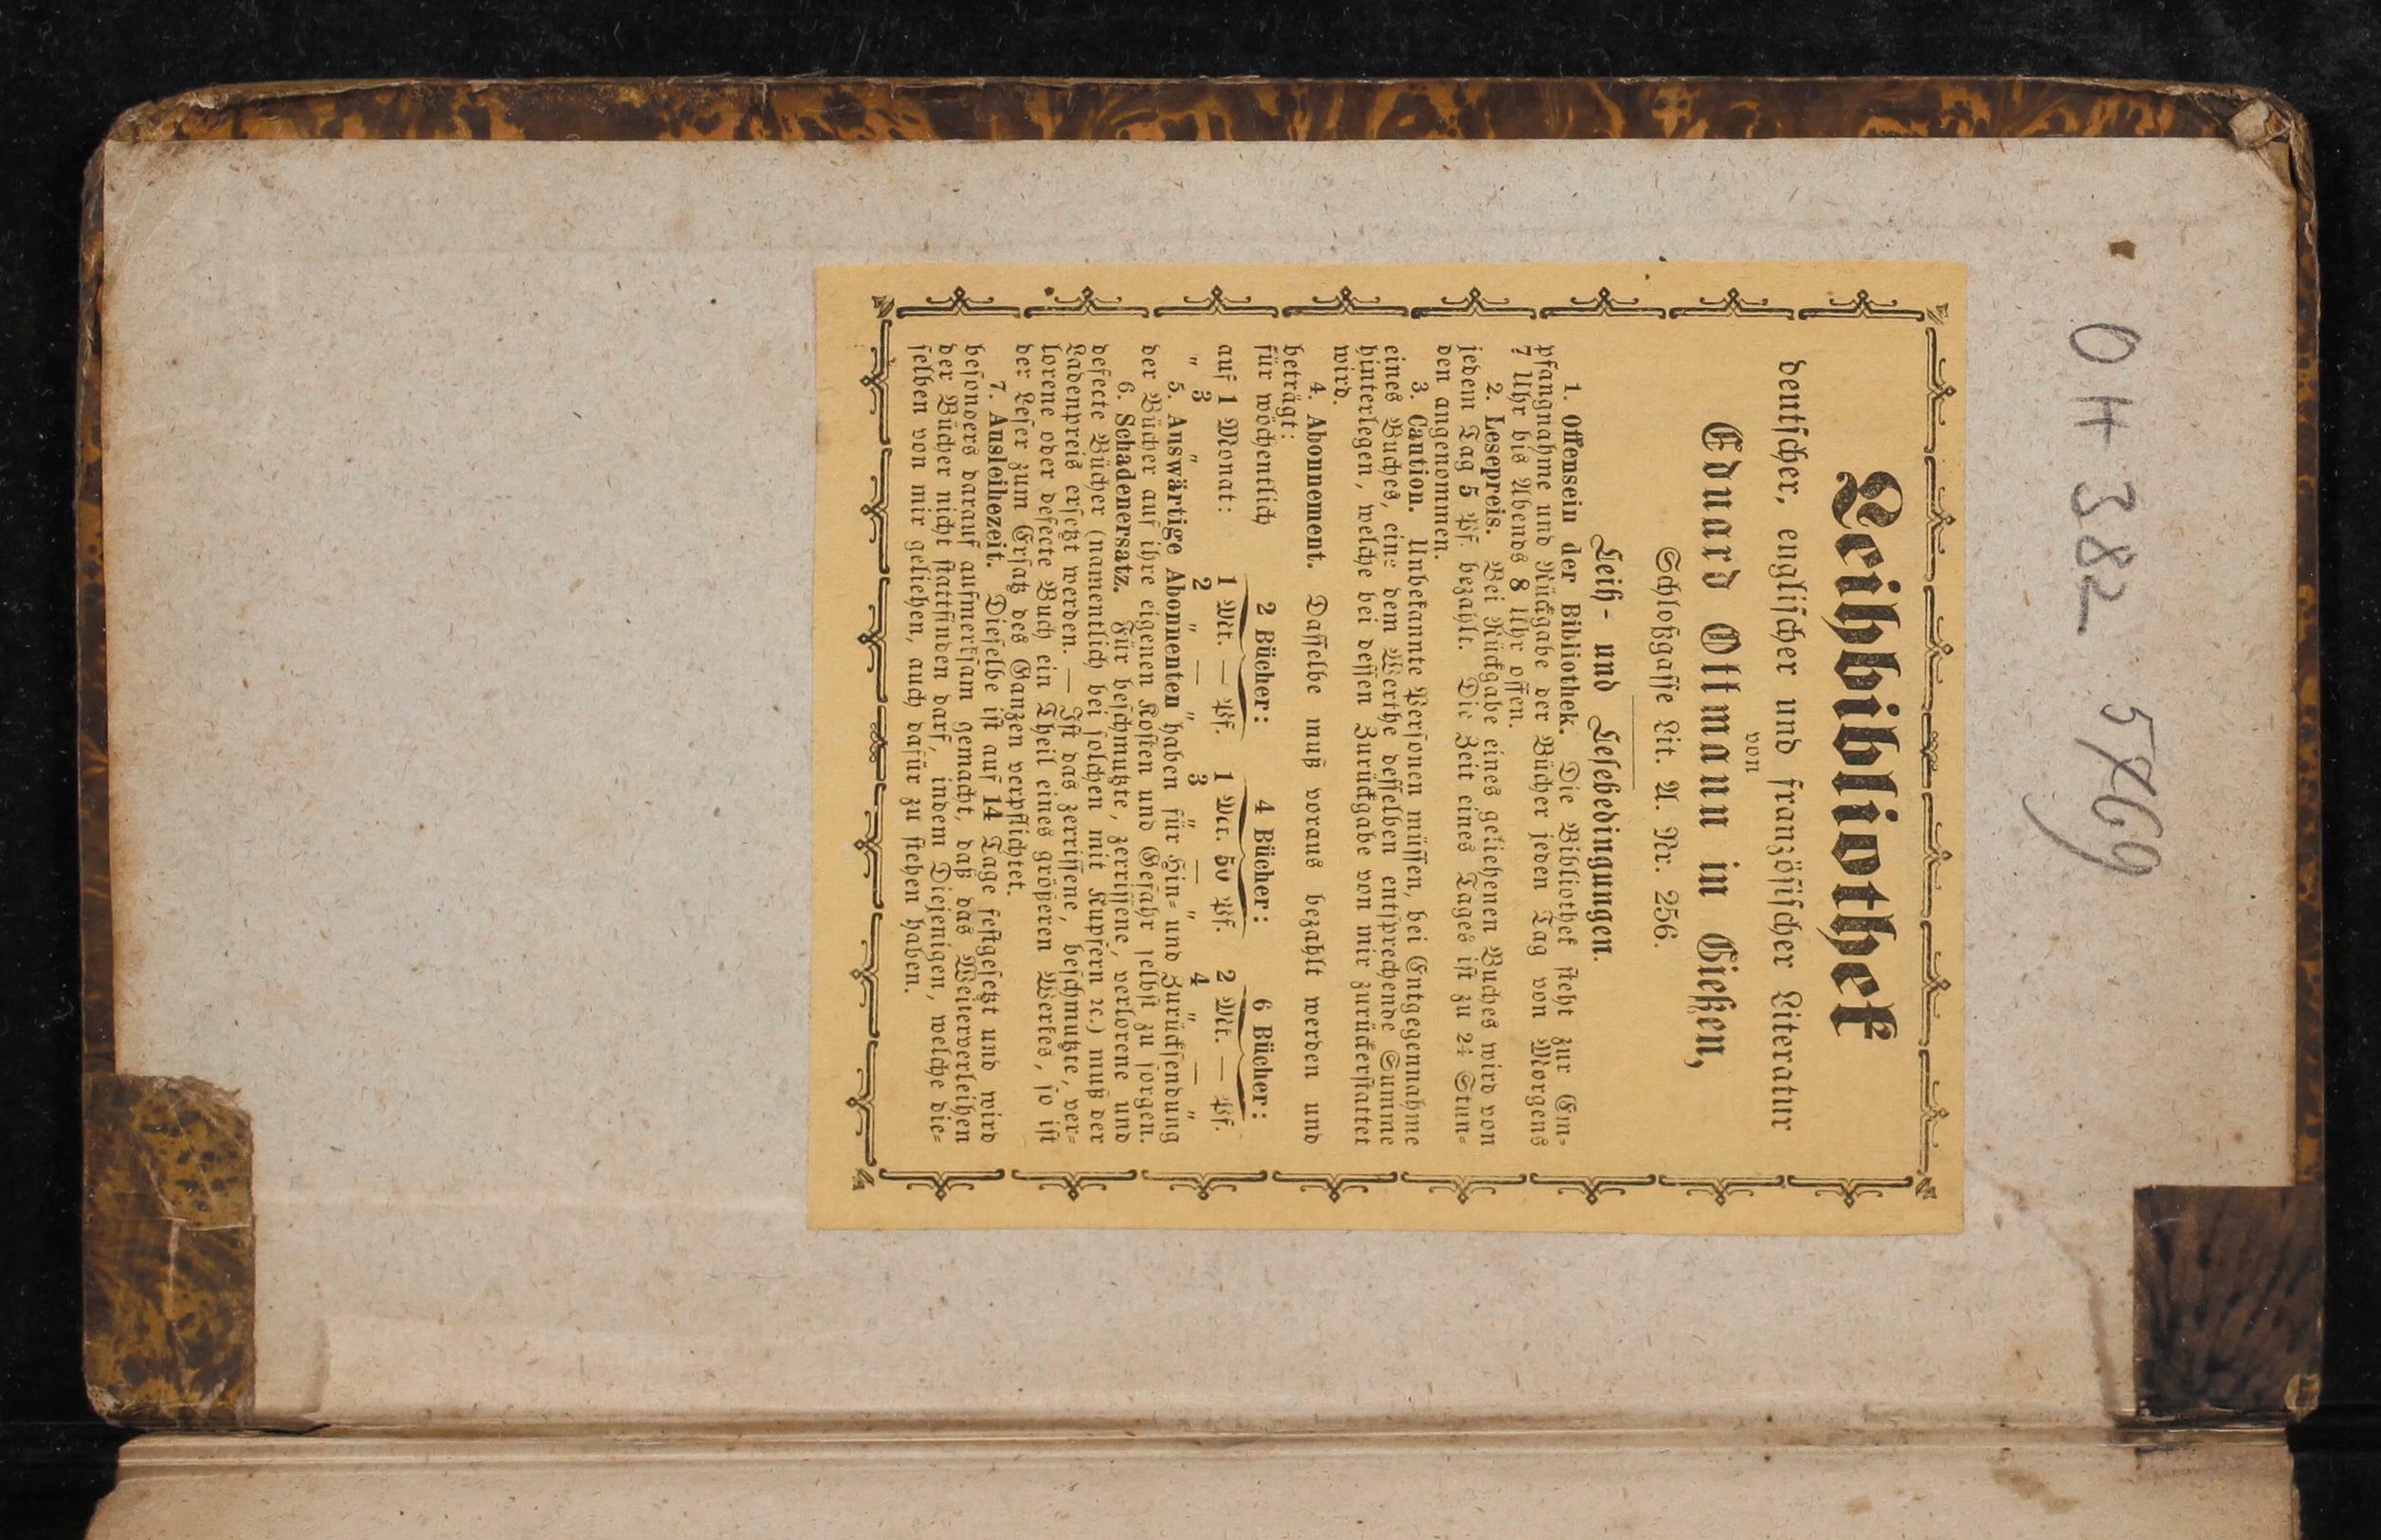 OH 382 5769
Leihbibliothek
deutscher, englischer und französischer Literatur
von
Eduard Ottmann in Gießen,
Schloßgasse Lit. A. Nr. 256.
Leih- und Lesebedingungen.
1. Offensein der Bibliothek. Die Bibliothek steht zur Em-
pfangnahme und Rückgabe der Bücher jeden Tag von Morgens
7 Uhr bis Abends 8 Uhr offen.
2. Lesepreis. Bei Rückgabe eines geliehenen Buches wird von
jedem Tag 5 Pf. bezahlt. Die Zeit eines Tages ist zu 24 Stun-
den angenommen.
3. Caution. Unbekannte Personen müssen, bei Entgegennahme
eines Buches, eine dem Werthe desselben entsprechende Summe
hinterlegen, welche bei dessen Zurückgabe von mir zurückerstattet
wird.
4. Abonnement. Dasselbe muß voraus bezahlt werden und
beträgt:
für wöchentlich 2 Bücher: 4 Bücher: 6 Bücher:
auf 1 Monat: 1 Mk. — Pf. 1 Mk. 50 Pf. 2 Mk. — Pf.
" 3 " 2 " — " 3 " — " 4 " — "
5. Auswärtige Abonnenten haben für Hin- und Zurücksendung
der Bücher auf ihre eigenen Kosten und Gefahr selbst zu sorgen.
6. Schadenersatz. Für beschmutzte, zerrissene, verlorene und
defecte Bücher (namentlich bei solchen mit Kupfern ꝛc.) muß der
Ladenpreis ersetzt werden. — Ist das zerrissene, beschmutzte, ver-
lorene oder defecte Buch ein Theil eines größeren Werkes, so ist
der Leser zum Ersatz des Ganzen verpflichtet.
7. Ausleihezeit. Dieselbe ist auf 14 Tage festgesetzt und wird
besonders darauf aufmerksam gemacht, daß das Weiterverleihen
der Bücher nicht stattfinden darf, indem Diejenigen, welche die-
selben von mir geliehen, auch dafür zu stehen haben.